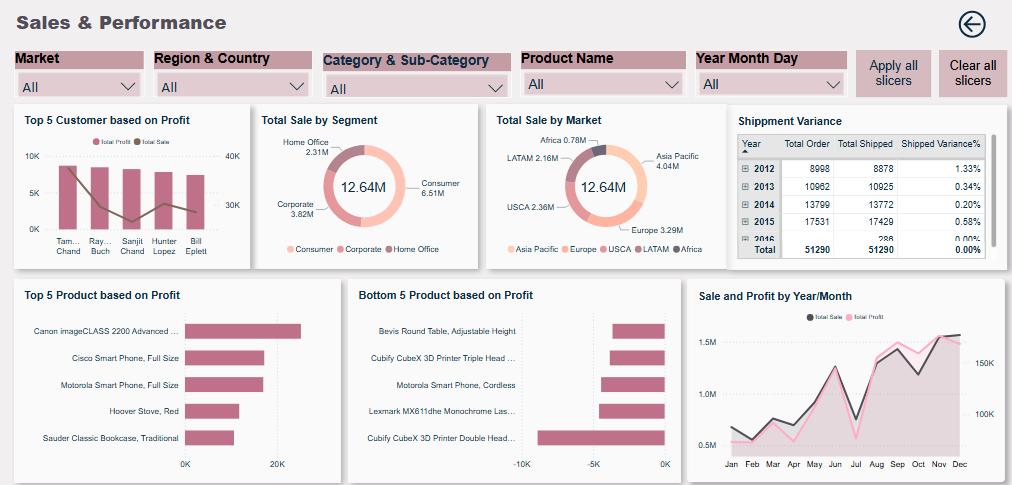 Sales & Performance
Market
Region & Country
Category & Sub-Category
Product Name
Year Month Day
All
All
All
All
All
Apply all
slicers
Clear all
slicers
Top 5 Customer based on Profit
Total Profit Total Sale
10K
5K
0K
40K
30K
Tam...
Chand
Ray...
Buch
Sanjit
Chand
Hunter
Lopez
Bill
Eplett
Total Sale by Segment
Home Office
2.31M
Corporate
3.82M
Consumer
6.51M
12.64M
Consumer Corporate Home Office
Total Sale by Market
Africa 0.78M
LATAM 2.16M
USCA 2.36M
Asia Pacific
4.04M
Europe 3.29M
12.64M
Asia Pacific Europe USCA LATAM Africa
Shippment Variance
Year Total Order Total Shipped Shipped Variance%
2012 8998 8878 1.33%
2013 10962 10925 0.34%
2014 13799 13772 0.20%
2015 17531 17429 0.58%
2016 286 0.00%
Total 51290 51290 0.00%
Top 5 Product based on Profit
Canon imageCLASS 2200 Advanced ...
Cisco Smart Phone, Full Size
Motorola Smart Phone, Full Size
Hoover Stove, Red
Sauder Classic Bookcase, Traditional
0K 20K
Bottom 5 Product based on Profit
Bevis Round Table, Adjustable Height
Cubify CubeX 3D Printer Triple Head ...
Motorola Smart Phone, Cordless
Lexmark MX611dhe Monochrome Las...
Cubify CubeX 3D Printer Double Head...
-10K -5K 0K
Sale and Profit by Year/Month
Total Sale Total Profit
1.5M
1.0M
0.5M
150K
100K
Jan Feb Mar Apr May Jun Jul Aug Sep Oct Nov Dec